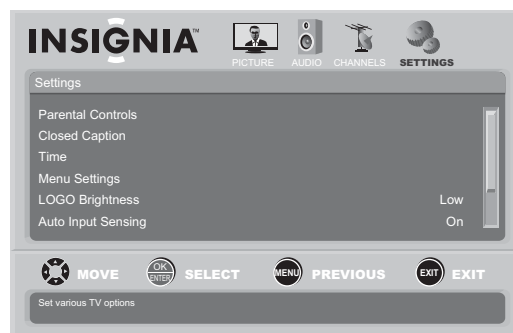 INSIGNIA™
PICTURE AUDIO CHANNELS SETTINGS
Settings
Parental Controls
Closed Caption
Time
Menu Settings
LOGO Brightness Low
Auto Input Sensing On
MOVE OK ENTER SELECT MENU PREVIOUS EXIT EXIT
Set various TV options